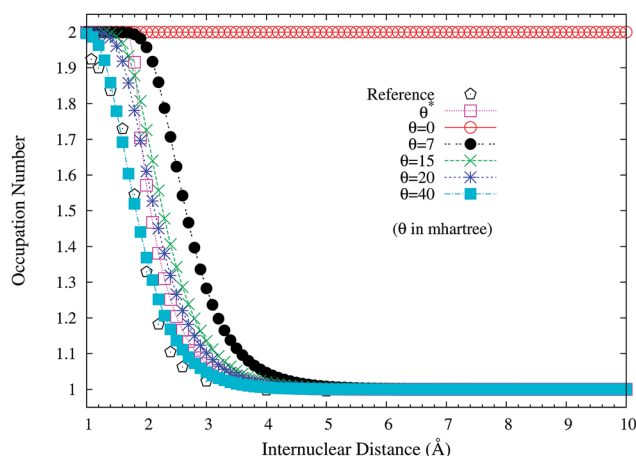 2
1.9
1.8
1.7
1.6
1.5
1.4
1.3
1.2
1.1
1
Occupation Number
Reference
θ*
θ=0
θ=7
θ=15
θ=20
θ=40
(θ in mhartree)
1 2 3 4 5 6 7 8 9 10
Internuclear Distance (Å)